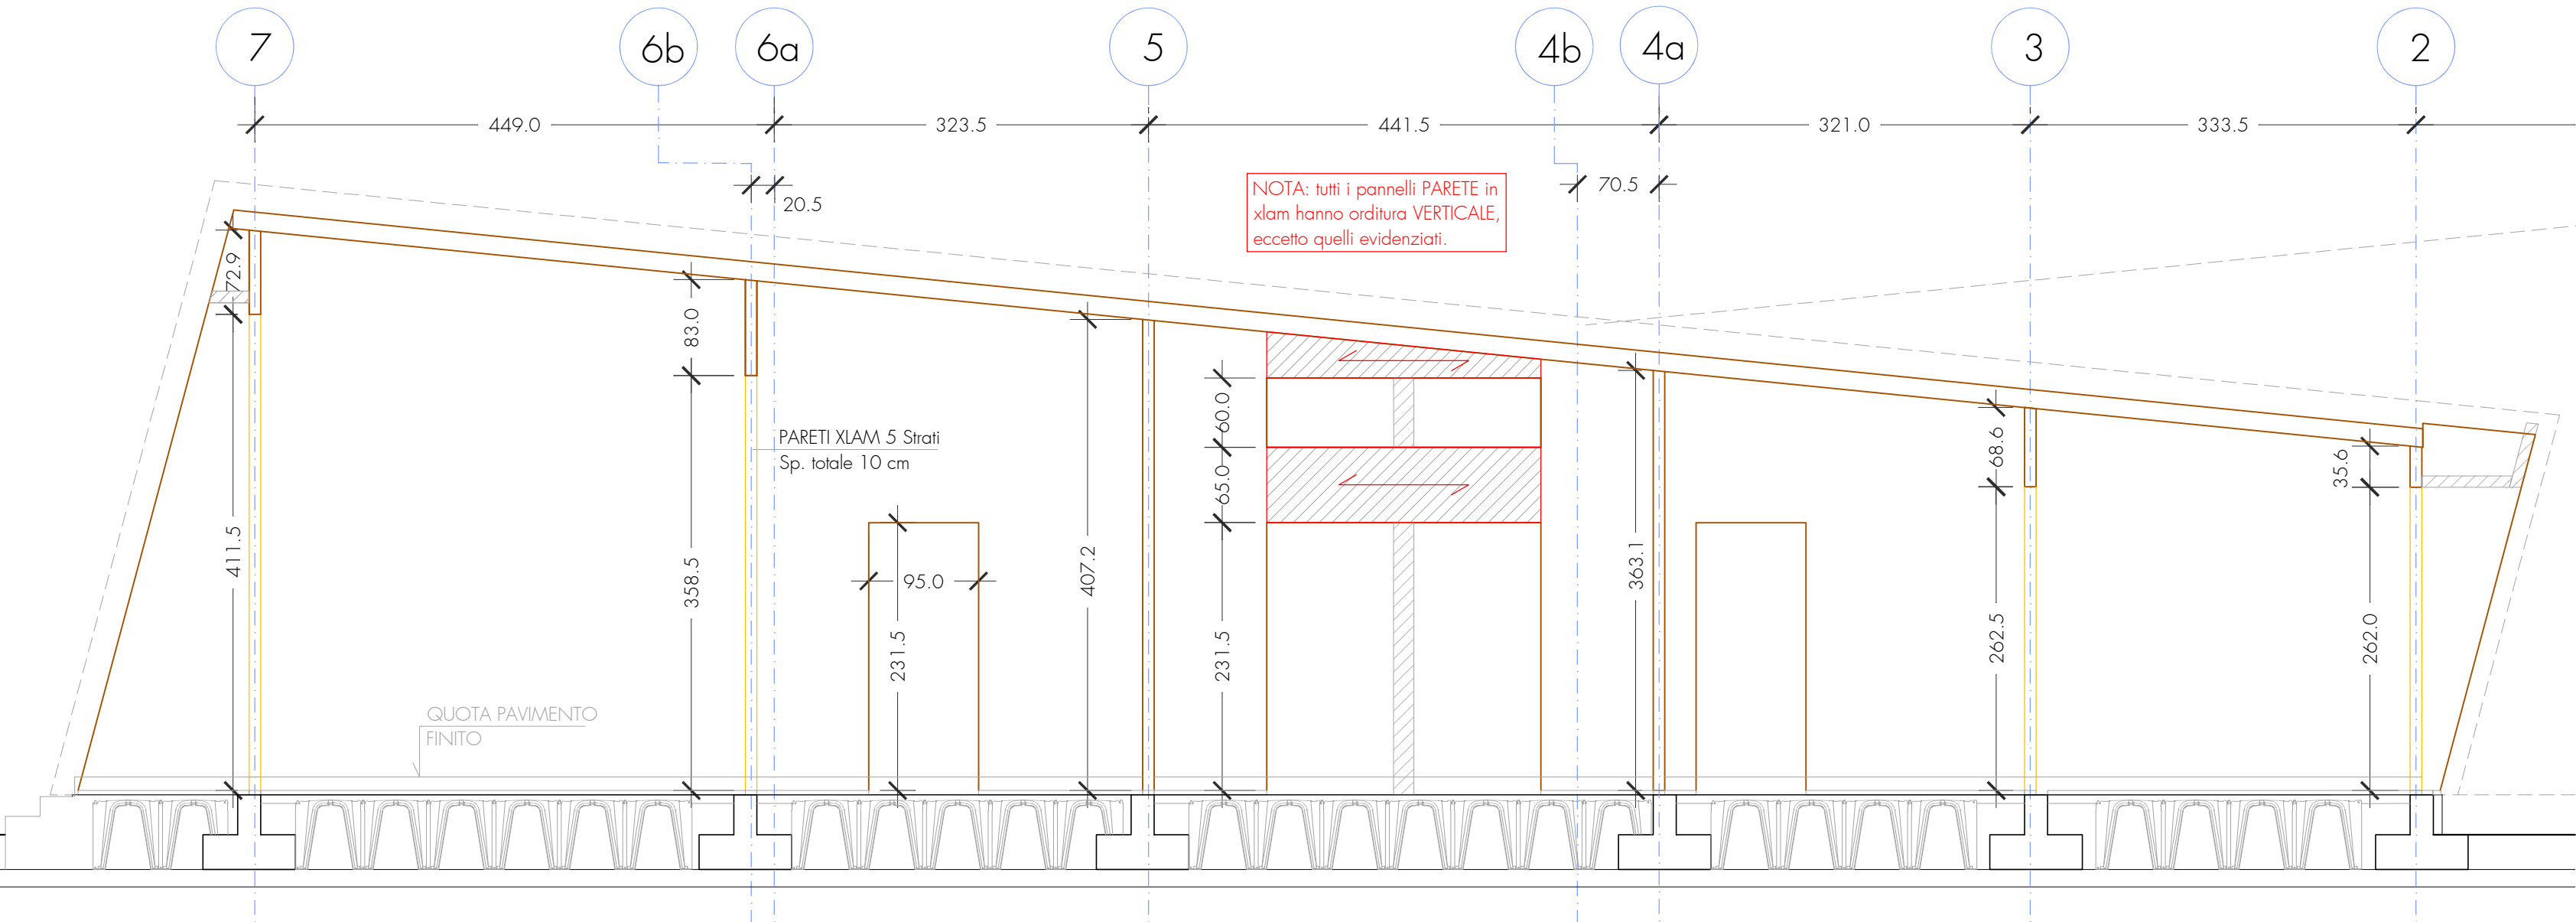 7
6b
6a
5
4b
4a
3
2
449.0
323.5
441.5
321.0
333.5
20.5
70.5
NOTA: tutti i pannelli PARETE in
xlam hanno orditura VERTICALE,
eccetto quelli evidenziati.
72.9
83.0
60.0
65.0
68.6
35.6
PARETI XLAM 5 Strati
Sp. totale 10 cm
411.5
358.5
95.0
231.5
407.2
231.5
363.1
262.5
262.0
QUOTA PAVIMENTO
FINITO